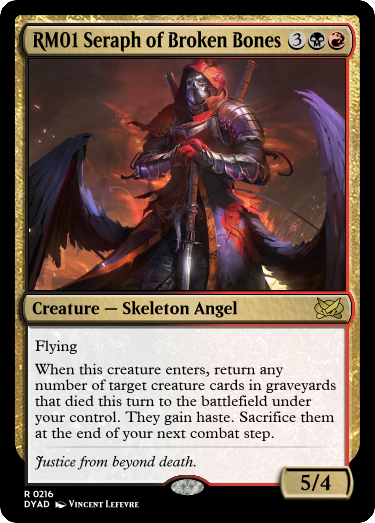 RM01 Seraph of Broken Bones 3
Creature — Skeleton Angel
Flying
When this creature enters, return any
number of target creature cards in graveyards
that died this turn to the battlefield under
your control. They gain haste. Sacrifice them
at the end of your next combat step.
Justice from beyond death.
5/4
R 0216
DYAD Vincent Lefevre